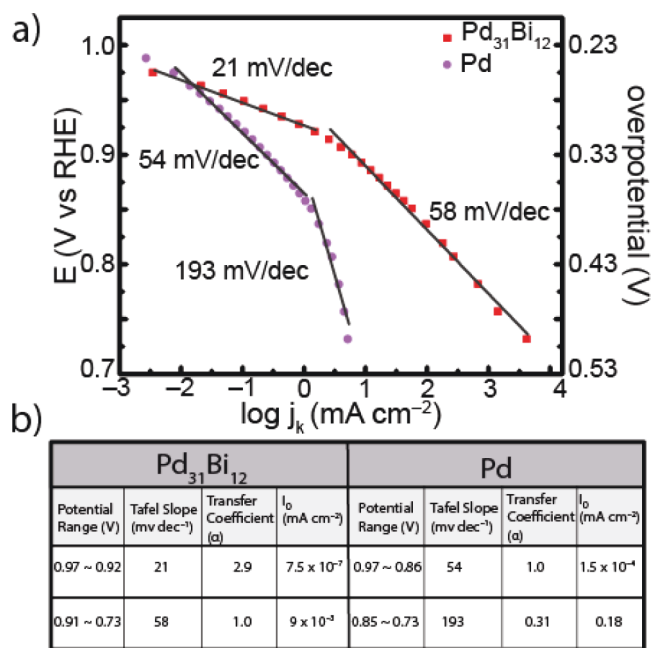 a)
Pd₃₁Bi₁₂
Pd
21 mV/dec
54 mV/dec
58 mV/dec
193 mV/dec
E (V vs RHE)
1.0
0.9
0.8
0.7
overpotential (V)
0.23
0.33
0.43
0.53
−3 −2 −1 0 1 2 3 4
log jₖ (mA cm⁻²)
b)
Pd₃₁Bi₁₂ Pd
Potential Range (V) Tafel Slope (mv dec⁻¹) Transfer Coefficient (α) I₀ (mA cm⁻²) Potential Range (V) Tafel Slope (mv dec⁻¹) Transfer Coefficient (α) I₀ (mA cm⁻²)
0.97 ~ 0.92 21 2.9 7.5 x 10⁻⁷ 0.97 ~ 0.86 54 1.0 1.5 x 10⁻⁴
0.91 ~ 0.73 58 1.0 9 x 10⁻³ 0.85 ~ 0.73 193 0.31 0.18